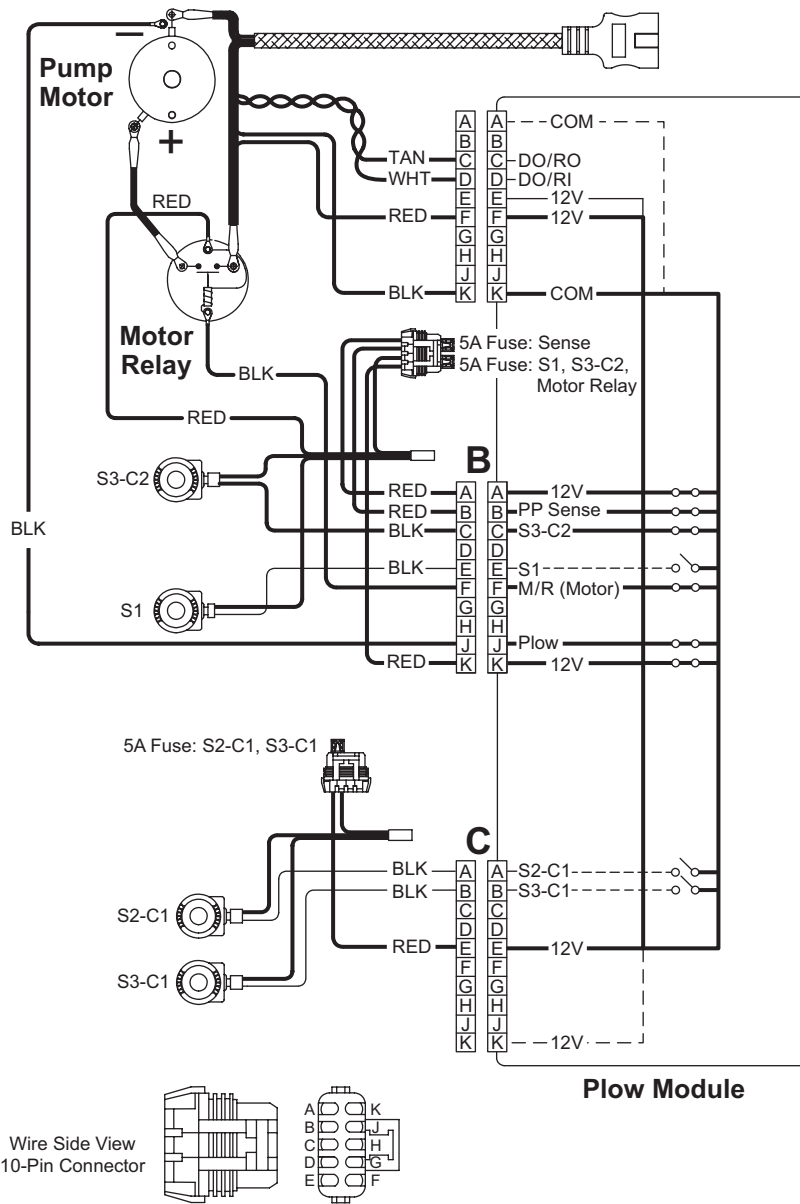 Pump
Motor
–
+
RED
Motor
Relay
BLK
RED
S3-C2
BLK
S1
TAN
WHT
RED
BLK
A A COM
B B
C C DO/RO
D D DO/RI
E E 12V
F F 12V
G G
H H
J J
K K COM
5A Fuse: Sense
5A Fuse: S1, S3-C2,
Motor Relay
B
RED A A 12V
RED B B PP Sense
BLK C C S3-C2
D D
BLK E E S1
F F M/R (Motor)
G G
H H
J J Plow
RED K K 12V
5A Fuse: S2-C1, S3-C1
C
BLK A A S2-C1
BLK B B S3-C1
C C
D D
RED E E 12V
F F
G G
H H
J J
K K 12V
S2-C1
S3-C1
Plow Module
Wire Side View
10-Pin Connector
A K
B J
C H
D G
E F